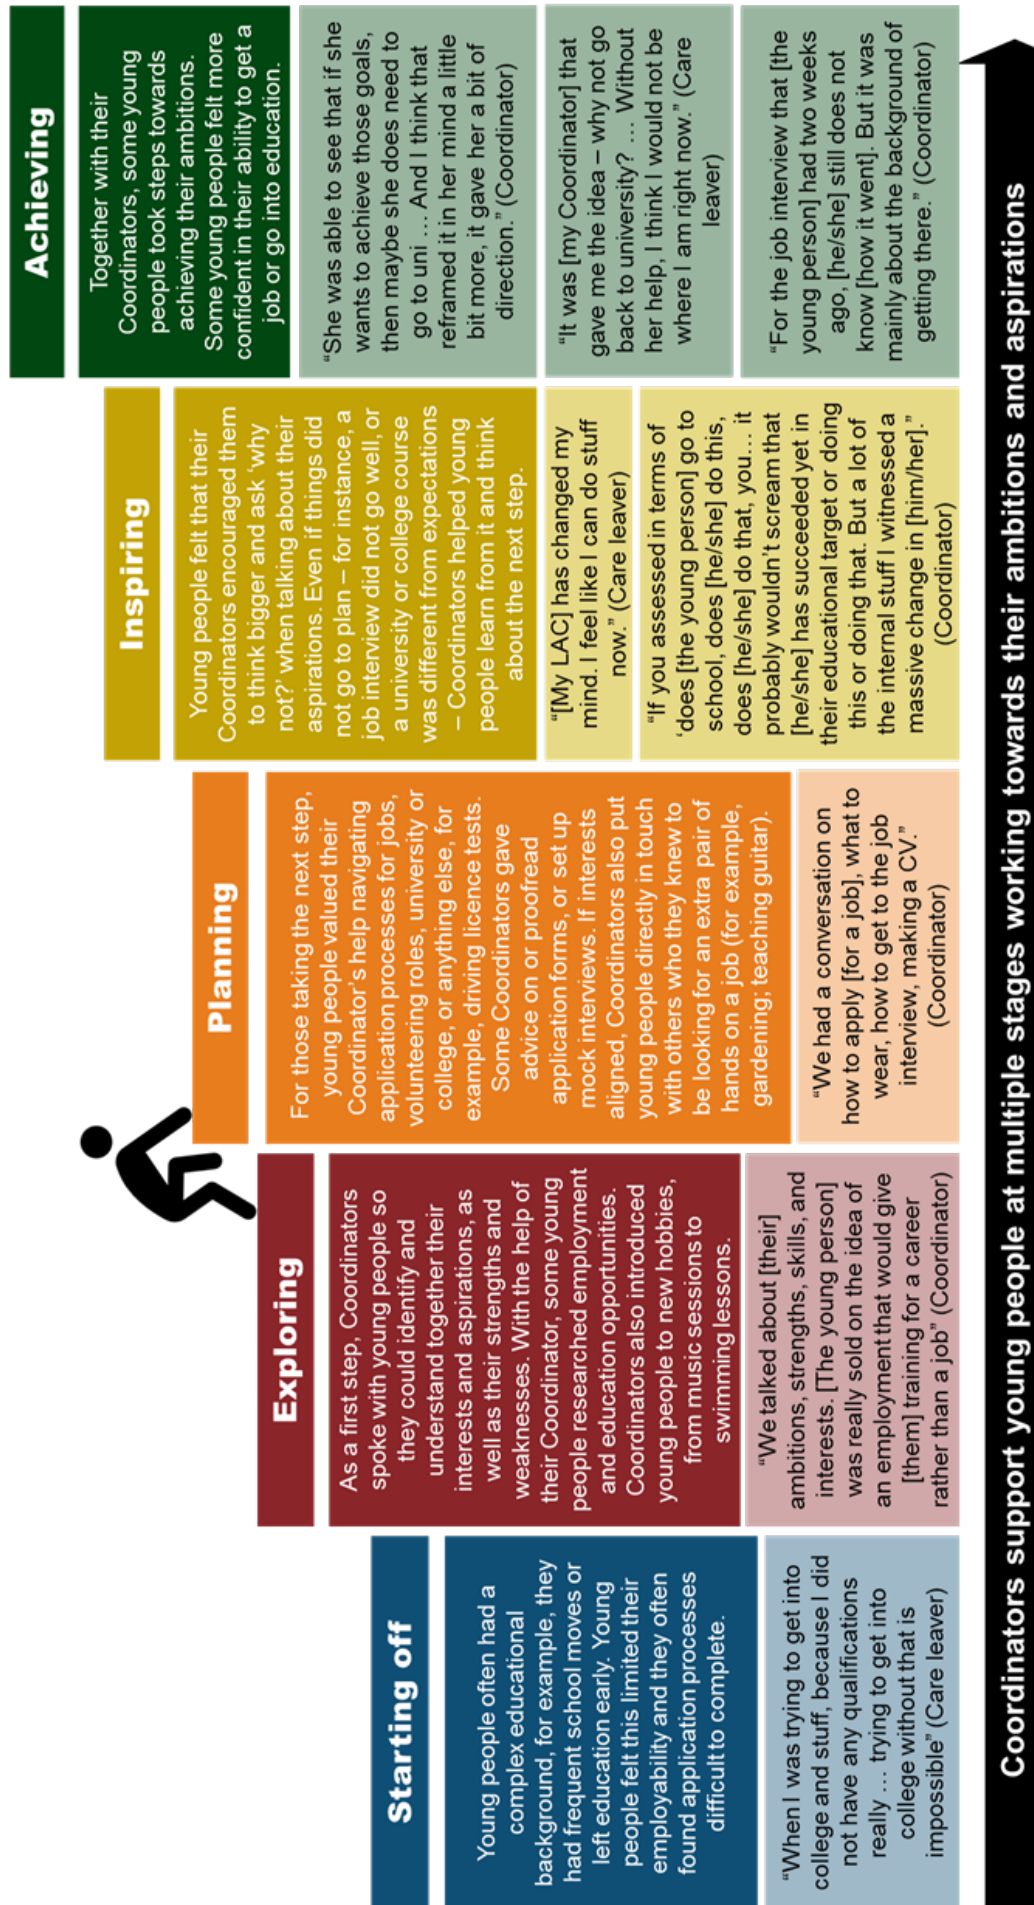 Starting off
Young people often had a
complex educational
background, for example, they
had frequent school moves or
left education early. Young
people felt this limited their
employability and they often
found application processes
difficult to complete.
“When I was trying to get into
college and stuff, because I did
not have any qualifications
really … trying to get into
college without that is
impossible” (Care leaver)
Exploring
As a first step, Coordinators
spoke with young people so
they could identify and
understand together their
interests and aspirations, as
well as their strengths and
weaknesses. With the help of
their Coordinator, some young
people researched employment
and education opportunities.
Coordinators also introduced
young people to new hobbies,
from music sessions to
swimming lessons.
“We talked about [their]
ambitions, strengths, skills, and
interests. [The young person]
was really sold on the idea of
an employment that would give
[them] training for a career
rather than a job” (Coordinator)
Planning
For those taking the next step,
young people valued their
Coordinator’s help navigating
application processes for jobs,
volunteering roles, university or
college, or anything else, for
example, driving licence tests.
Some Coordinators gave
advice on or proofread
application forms, or set up
mock interviews. If interests
aligned, Coordinators also put
young people directly in touch
with others who they knew to
be looking for an extra pair of
hands on a job (for example,
gardening; teaching guitar).
“We had a conversation on
how to apply [for a job], what to
wear, how to get to the job
interview, making a CV.”
(Coordinator)
Inspiring
Young people felt that their
Coordinators encouraged them
to think bigger and ask ‘why
not?’ when talking about their
aspirations. Even if things did
not go to plan – for instance, a
job interview did not go well, or
a university or college course
was different from expectations
– Coordinators helped young
people learn from it and think
about the next step.
“[My LAC] has changed my
mind. I feel like I can do stuff
now.” (Care leaver)
“If you assessed in terms of
‘does [the young person] go to
school, does [he/she] do this,
does [he/she] do that, you… it
probably wouldn’t scream that
[he/she] has succeeded yet in
their educational target or doing
this or doing that. But a lot of
the internal stuff I witnessed a
massive change in [him/her].”
(Coordinator)
Achieving
Together with their
Coordinators, some young
people took steps towards
achieving their ambitions.
Some young people felt more
confident in their ability to get a
job or go into education.
“She was able to see that if she
wants to achieve those goals,
then maybe she does need to
go to uni … And I think that
reframed it in her mind a little
bit more, it gave her a bit of
direction.” (Coordinator)
“It was [my Coordinator] that
gave me the idea – why not go
back to university? … Without
her help, I think I would not be
where I am right now.” (Care
leaver)
“For the job interview that [the
young person] had two weeks
ago, [he/she] still does not
know [how it went]. But it was
mainly about the background of
getting there.” (Coordinator)
Coordinators support young people at multiple stages working towards their ambitions and aspirations